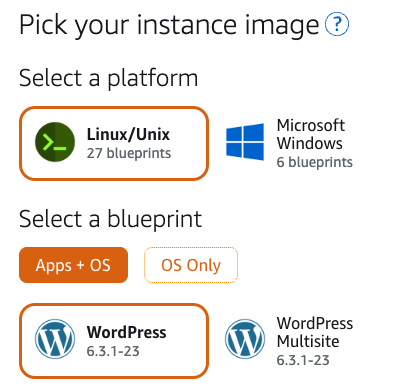 Pick your instance image ?
Select a platform
Linux/Unix
27 blueprints
Microsoft
Windows
6 blueprints
Select a blueprint
Apps + OS
OS Only
WordPress
6.3.1-23
WordPress
Multisite
6.3.1-23